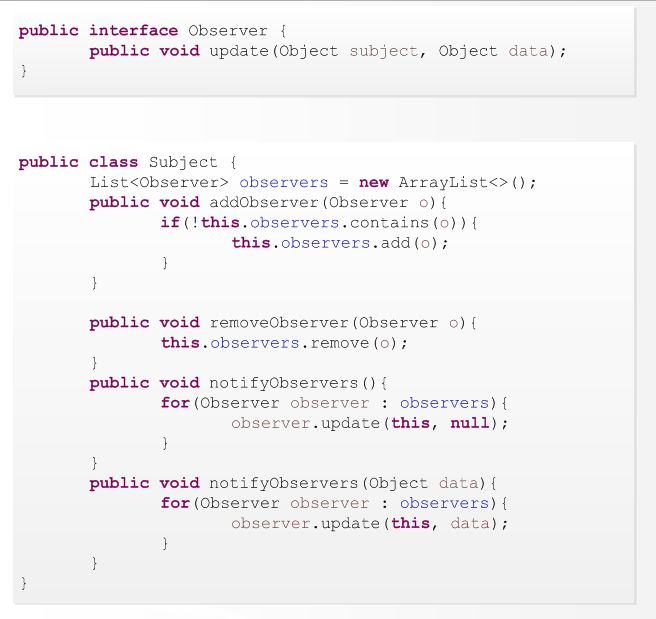 public interface Observer {
public void update(Object subject, Object data);
}
public class Subject {
List<Observer> observers = new ArrayList<>();
public void addObserver(Observer o){
if(!this.observers.contains(o)){
this.observers.add(o);
}
}
public void removeObserver(Observer o){
this.observers.remove(o);
}
public void notifyObservers(){
for(Observer observer : observers){
observer.update(this, null);
}
}
public void notifyObservers(Object data){
for(Observer observer : observers){
observer.update(this, data);
}
}
}